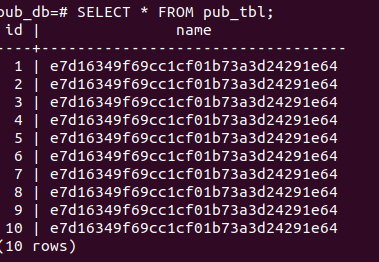 pub_db=# SELECT * FROM pub_tbl;
 id |               name
----+----------------------------------
  1 | e7d16349f69cc1cf01b73a3d24291e64
  2 | e7d16349f69cc1cf01b73a3d24291e64
  3 | e7d16349f69cc1cf01b73a3d24291e64
  4 | e7d16349f69cc1cf01b73a3d24291e64
  5 | e7d16349f69cc1cf01b73a3d24291e64
  6 | e7d16349f69cc1cf01b73a3d24291e64
  7 | e7d16349f69cc1cf01b73a3d24291e64
  8 | e7d16349f69cc1cf01b73a3d24291e64
  9 | e7d16349f69cc1cf01b73a3d24291e64
 10 | e7d16349f69cc1cf01b73a3d24291e64
(10 rows)